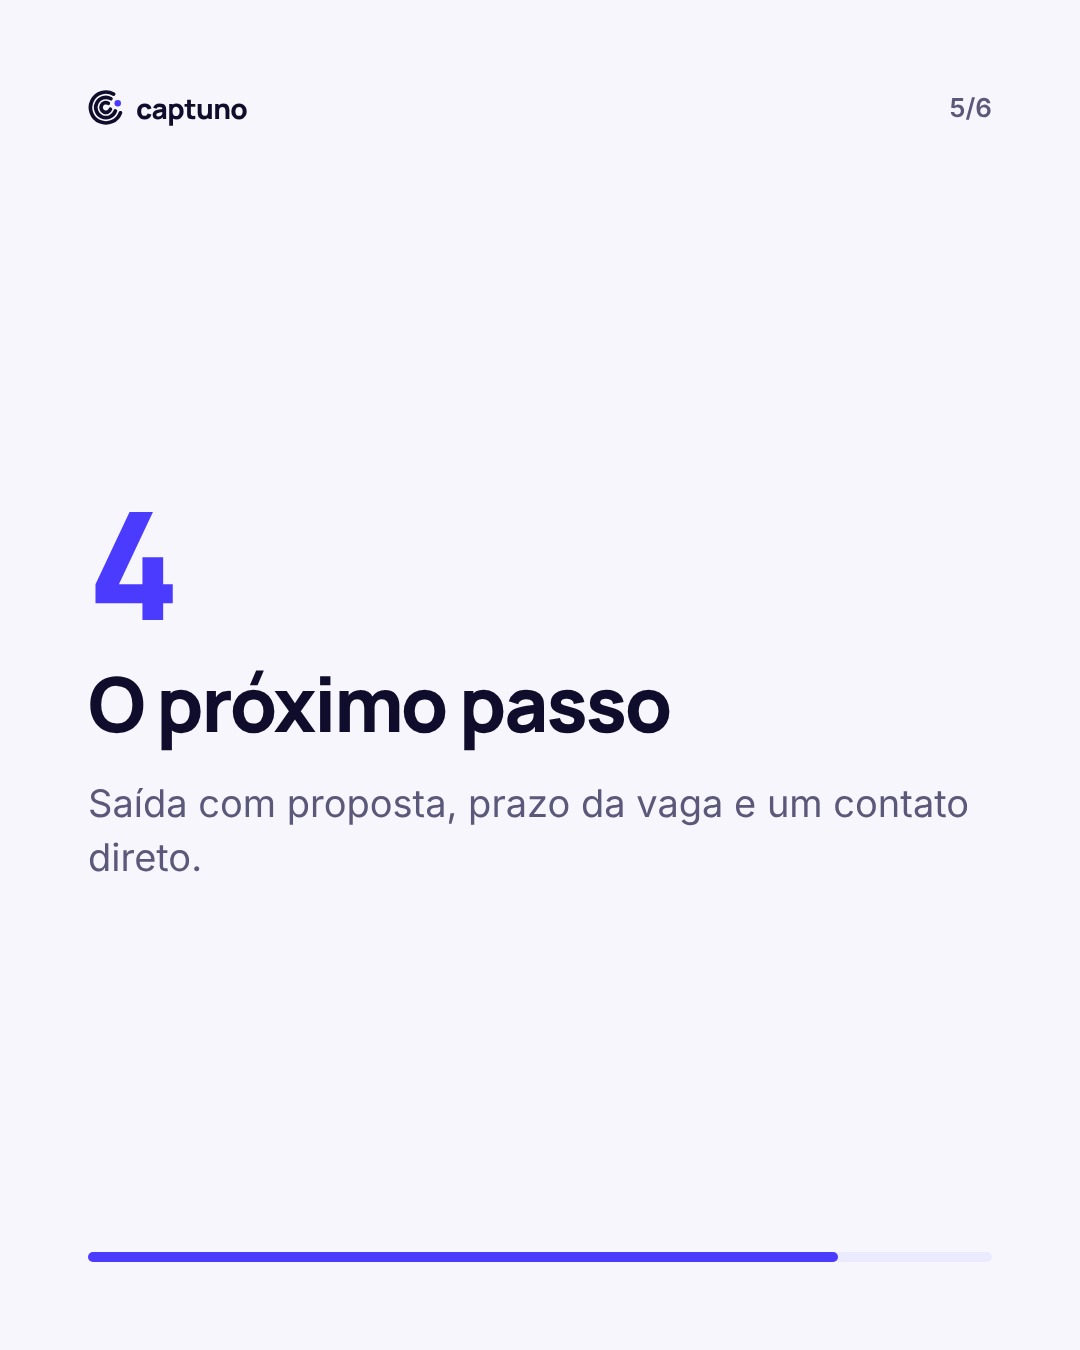 captuno
5/6
4
O próximo passo
Saída com proposta, prazo da vaga e um contato
direto.